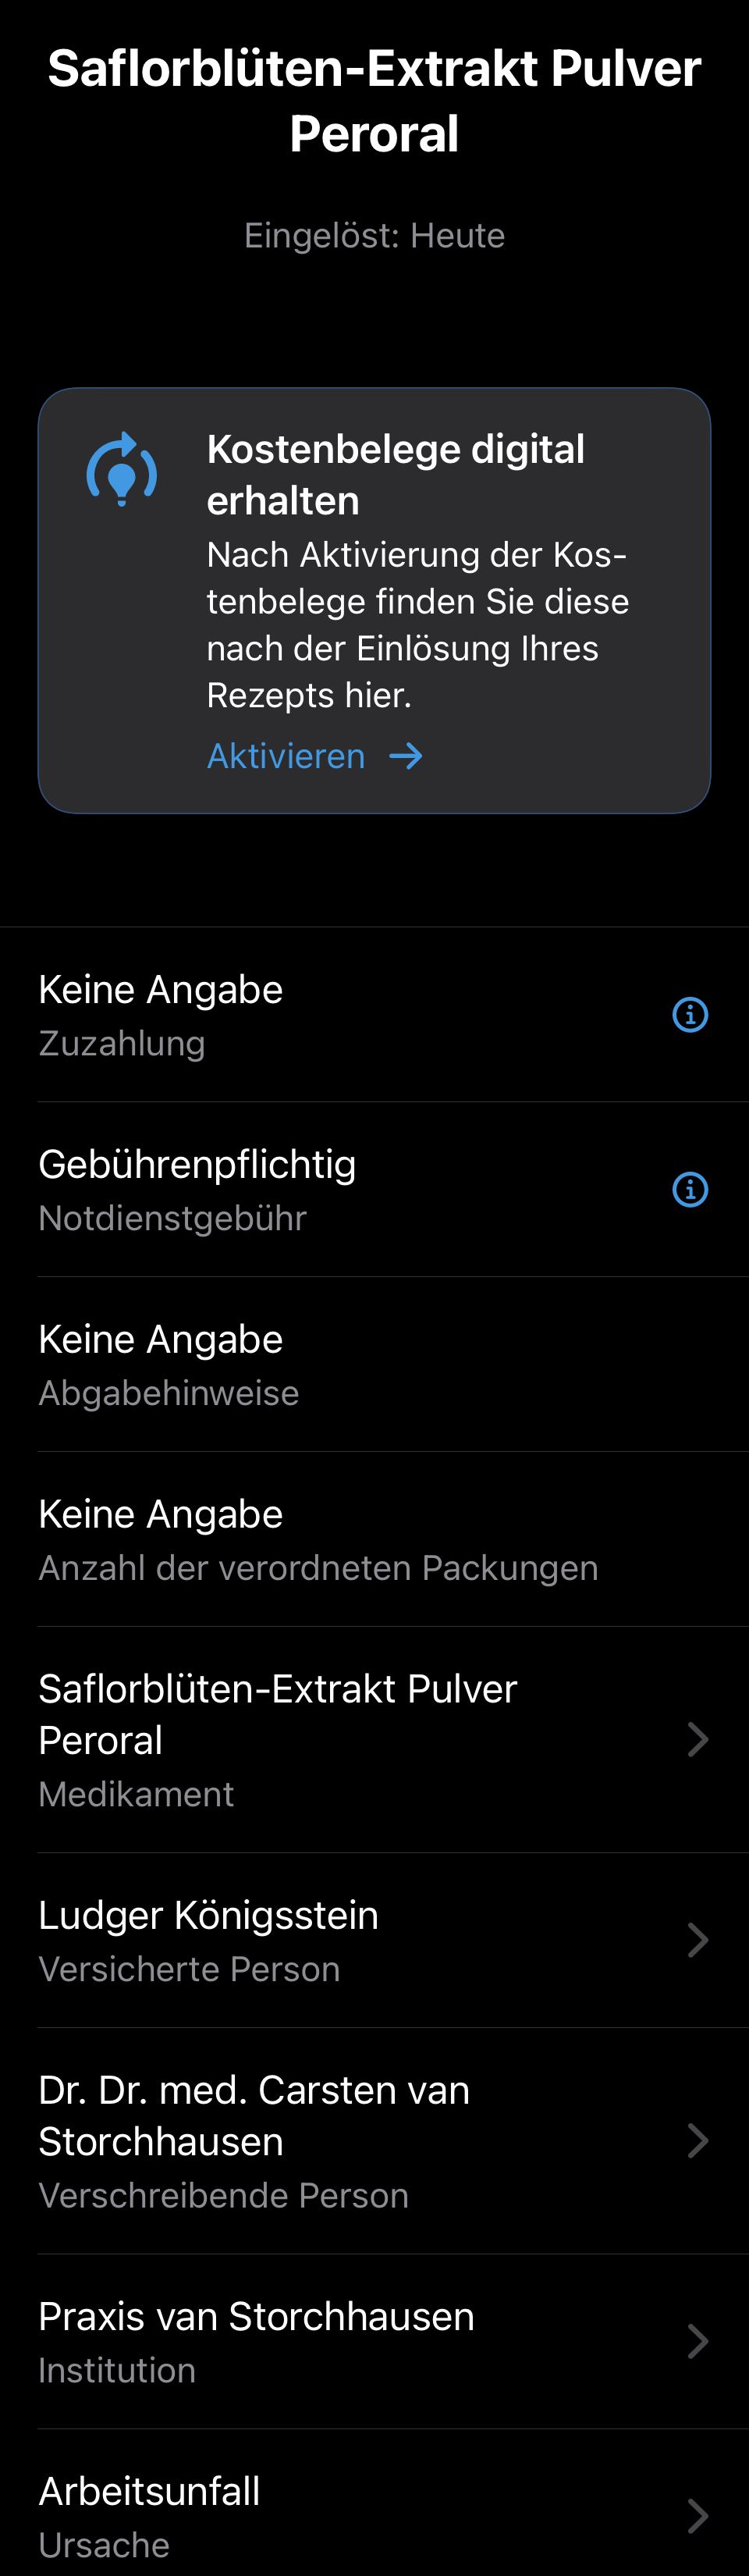 Saflorblüten-Extrakt Pulver
Peroral
Eingelöst: Heute
Kostenbelege digital
erhalten
Nach Aktivierung der Kos-
tenbelege finden Sie diese
nach der Einlösung Ihres
Rezepts hier.
Aktivieren →
Keine Angabe
Zuzahlung
Gebührenpflichtig
Notdienstgebühr
Keine Angabe
Abgabehinweise
Keine Angabe
Anzahl der verordneten Packungen
Saflorblüten-Extrakt Pulver
Peroral
Medikament
Ludger Königsstein
Versicherte Person
Dr. Dr. med. Carsten van
Storchhausen
Verschreibende Person
Praxis van Storchhausen
Institution
Arbeitsunfall
Ursache